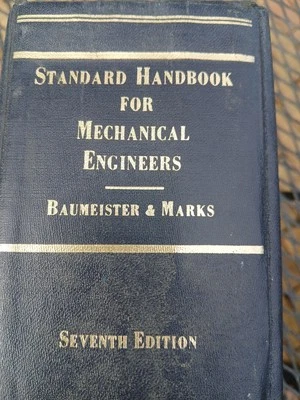 STANDARD HANDBOOK
FOR
MECHANICAL
ENGINEERS
BAUMEISTER & MARKS
SEVENTH EDITION